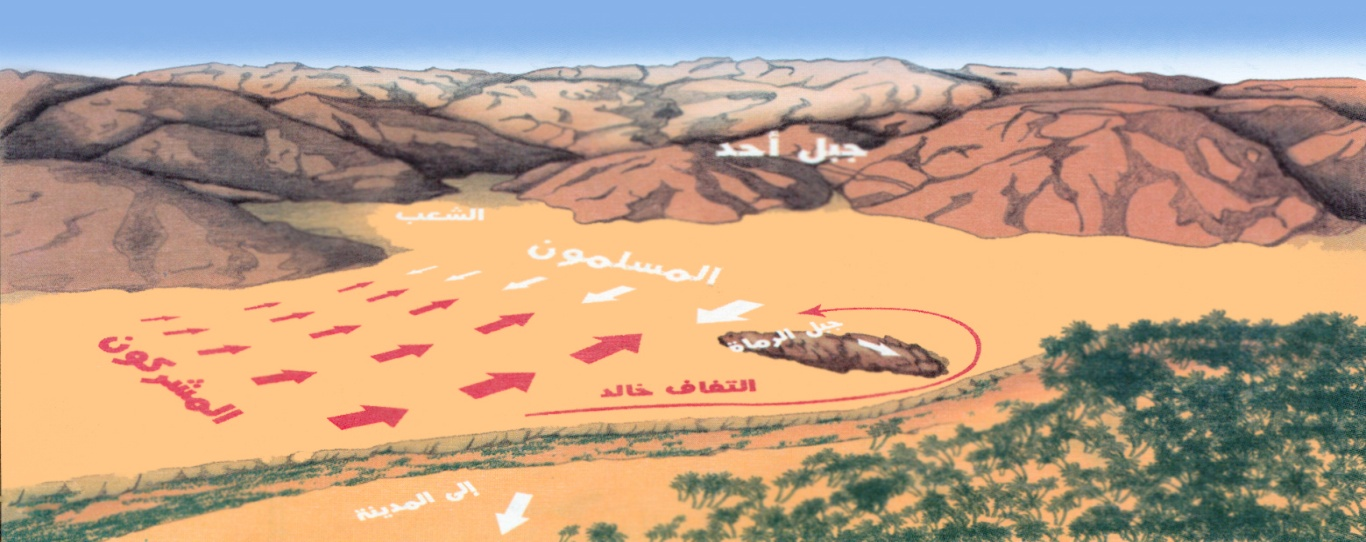 جبل أحد
الشعب
المسلمون
جبل الرماة
المشركون
التفاف خالد
إلى المدينة